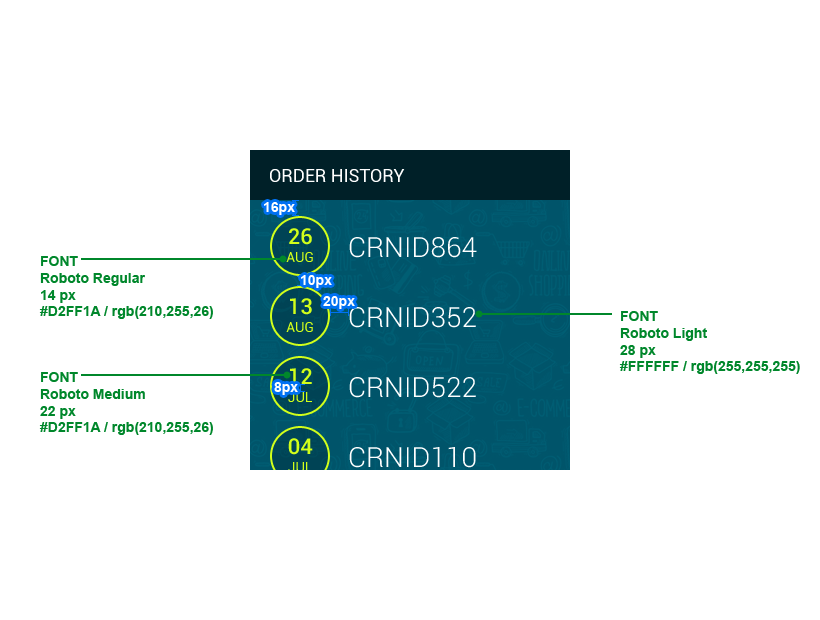 ORDER HISTORY
16px
26
AUG
CRNID864
10px
13
AUG
20px
CRNID352
12
8px
JUL
CRNID522
04
JUL
CRNID110
FONT
Roboto Regular
14 px
#D2FF1A / rgb(210,255,26)
FONT
Roboto Medium
22 px
#D2FF1A / rgb(210,255,26)
FONT
Roboto Light
28 px
#FFFFFF / rgb(255,255,255)